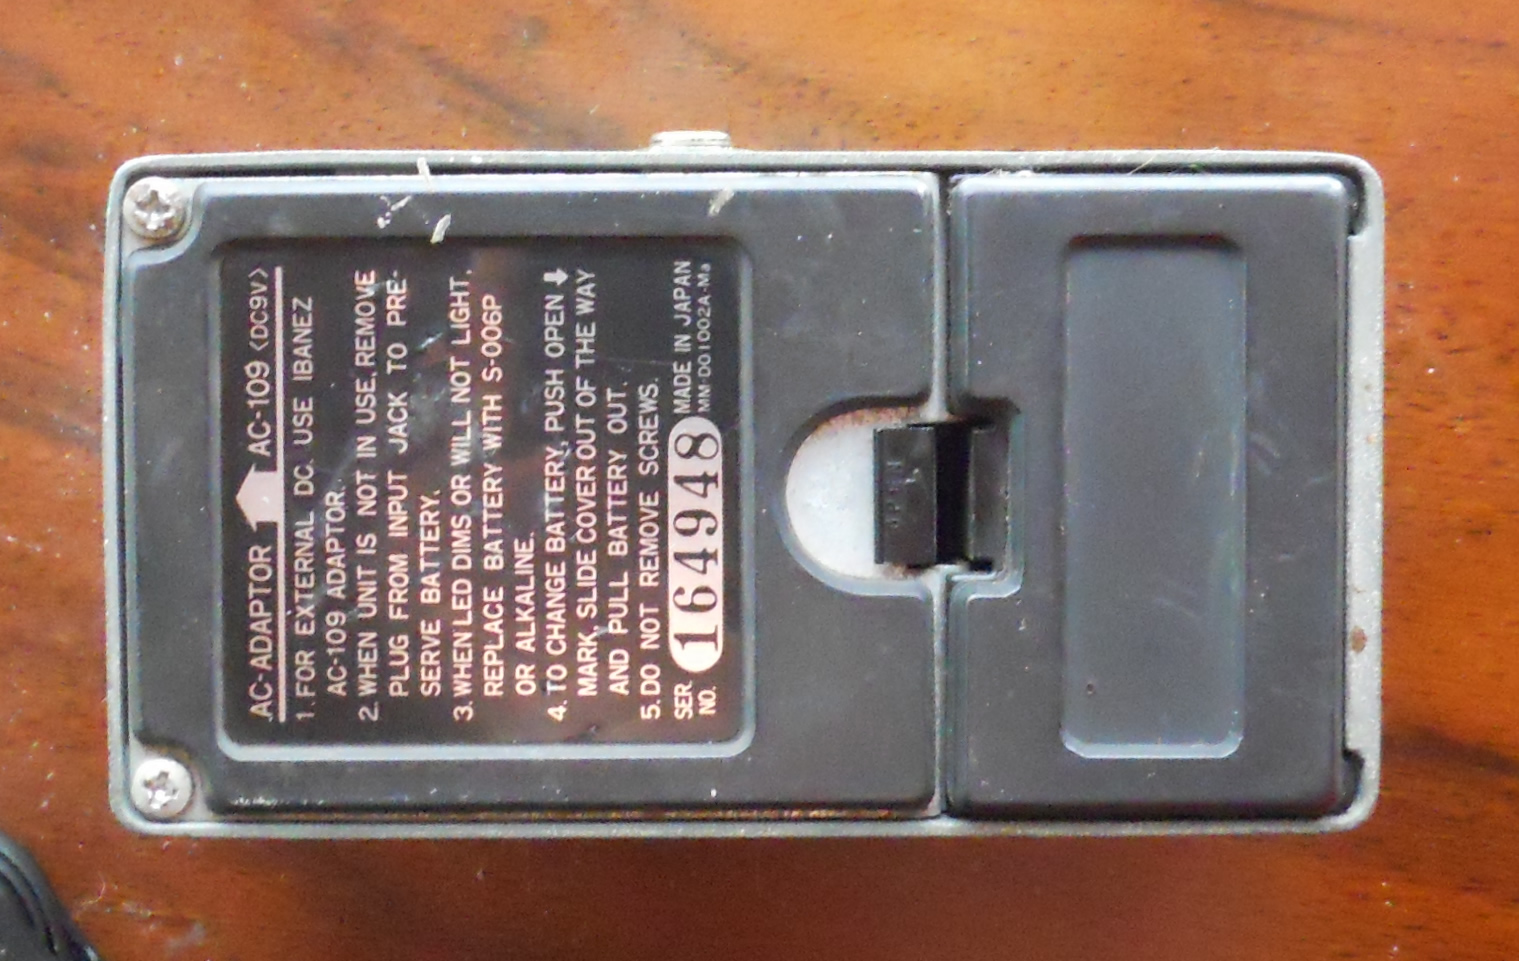 AC-ADAPTOR AC-109 <DC9V>
1. FOR EXTERNAL DC, USE IBANEZ
AC-109 ADAPTOR.
2. WHEN UNIT IS NOT IN USE, REMOVE
PLUG FROM INPUT JACK TO PRE-
SERVE BATTERY.
3. WHEN LED DIMS OR WILL NOT LIGHT,
REPLACE BATTERY WITH S-006P
OR ALKALINE.
4. TO CHANGE BATTERY, PUSH OPEN
MARK, SLIDE COVER OUT OF THE WAY
AND PULL BATTERY OUT.
5. DO NOT REMOVE SCREWS.
SER. NO. 164948 MADE IN JAPAN
MM-DO1002A-Ma
OPEN